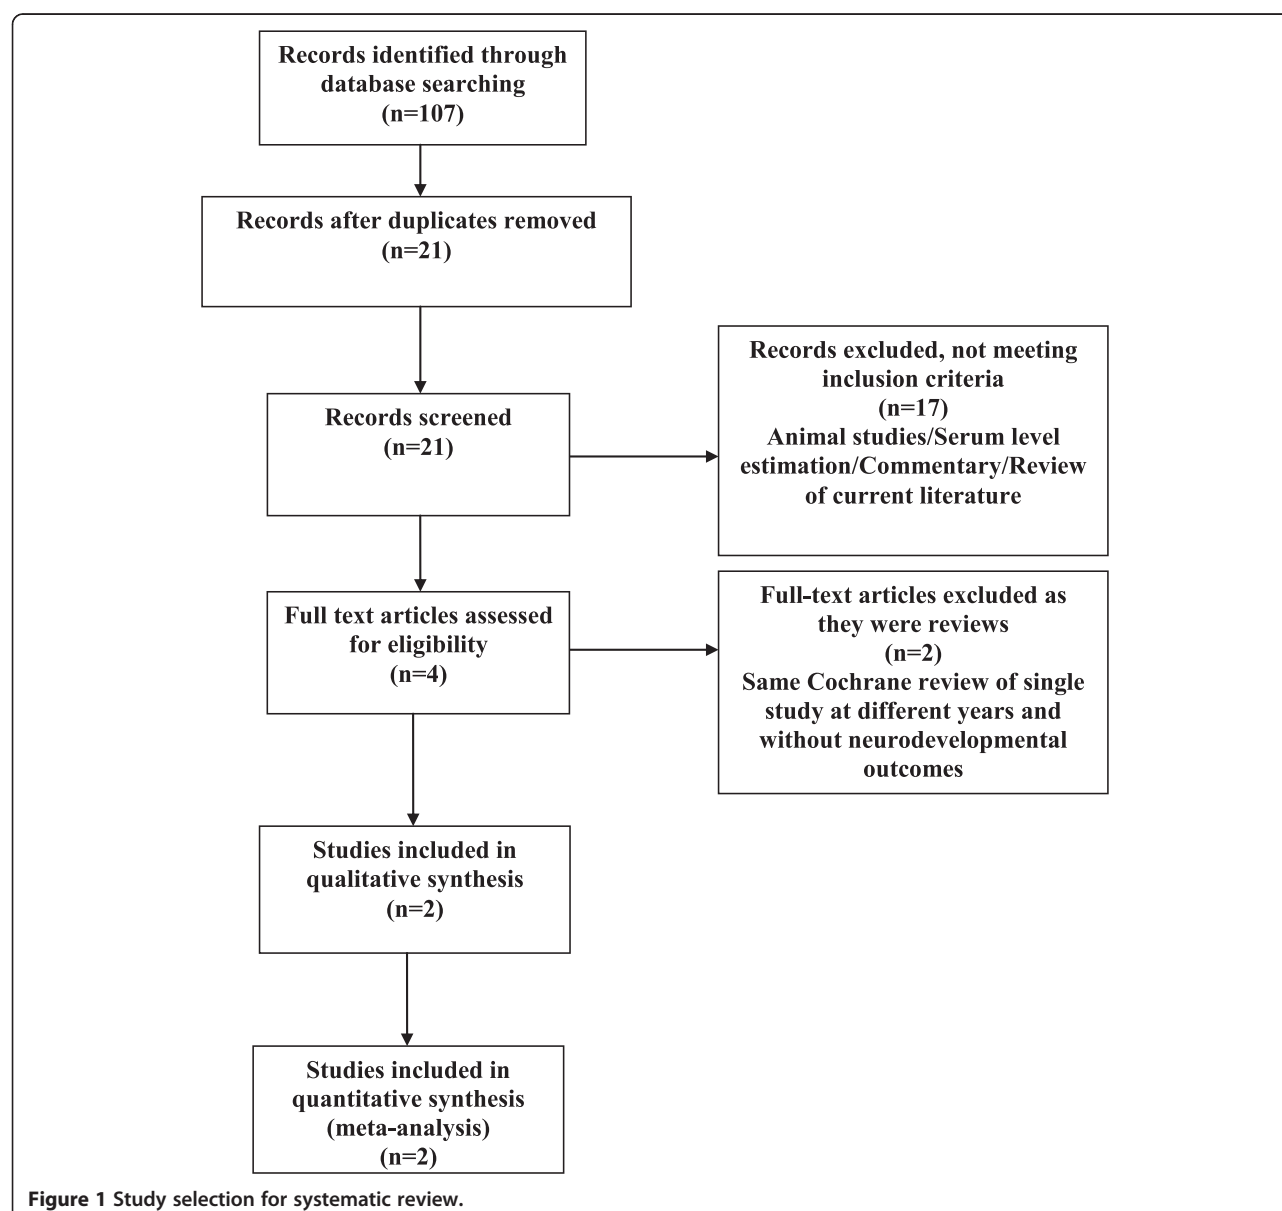 Records identified through
database searching
(n=107)
Records after duplicates removed
(n=21)
Records screened
(n=21)
Records excluded, not meeting
inclusion criteria
(n=17)
Animal studies/Serum level
estimation/Commentary/Review
of current literature
Full text articles assessed
for eligibility
(n=4)
Full-text articles excluded as
they were reviews
(n=2)
Same Cochrane review of single
study at different years and
without neurodevelopmental
outcomes
Studies included in
qualitative synthesis
(n=2)
Studies included in
quantitative synthesis
(meta-analysis)
(n=2)
Figure 1 Study selection for systematic review.